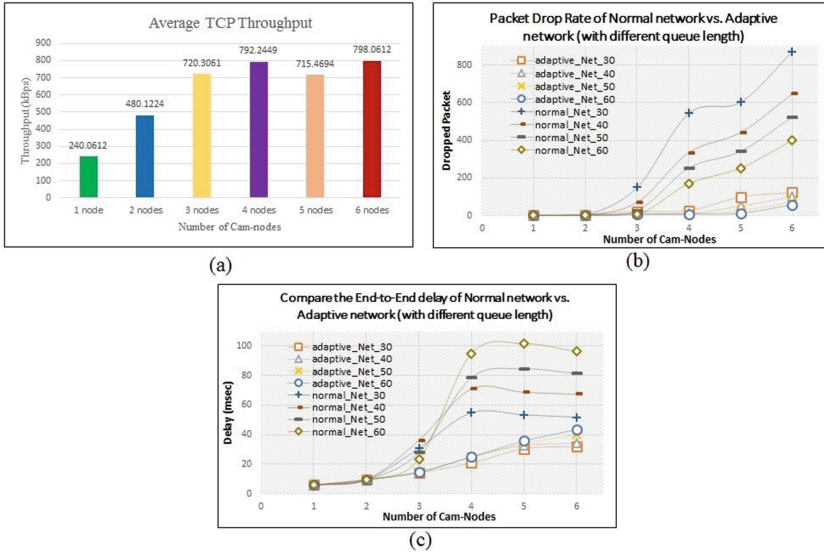 Average TCP Throughput
Throughput(kBps)
900
800
700
600
500
400
300
200
100
0
240.0612
480.1224
720.3061
792.2449
715.4694
798.0612
1 node
2 nodes
3 nodes
4 nodes
5 nodes
6 nodes
Number of Cam-nodes
(a)
Packet Drop Rate of Normal network vs. Adaptive
network (with different queue length)
Dropped Packet
800
600
400
200
0
adaptive_Net_30
adaptive_Net_40
adaptive_Net_50
adaptive_Net_60
normal_Net_30
normal_Net_40
normal_Net_50
normal_Net_60
0 1 2 3 4 5 6
Number of Cam-Nodes
(b)
Compare the End-to-End delay of Normal network vs.
Adaptive network (with different queue length)
Delay (msec)
100
80
60
40
20
0
adaptive_Net_30
adaptive_Net_40
adaptive_Net_50
adaptive_Net_60
normal_Net_30
normal_Net_40
normal_Net_50
normal_Net_60
0 1 2 3 4 5 6
Number of Cam-Nodes
(c)